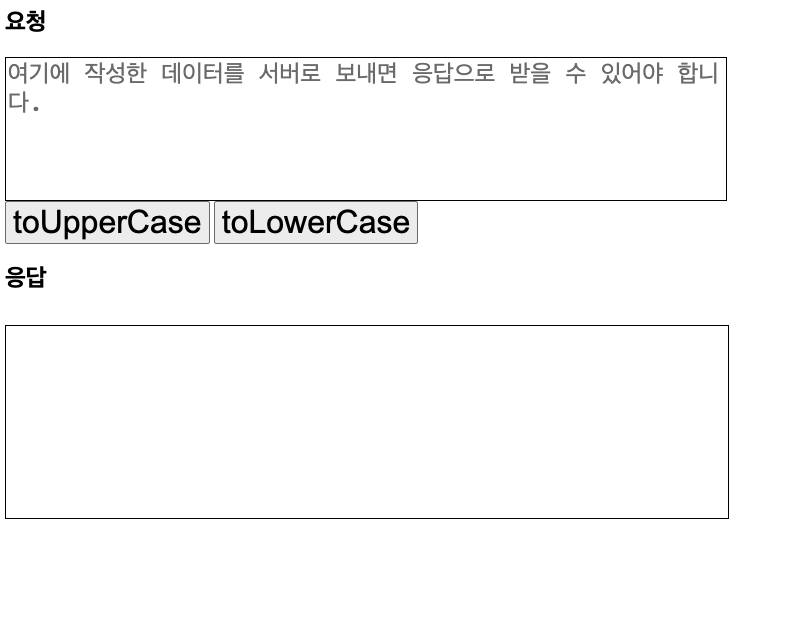 요청
여기에 작성한 데이터를 서버로 보내면 응답으로 받을 수 있어야 합니
다.
toUpperCase toLowerCase
응답